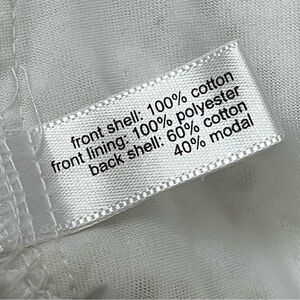 front shell: 100% cotton
front lining: 100% polyester
back shell: 60% cotton
40% modal